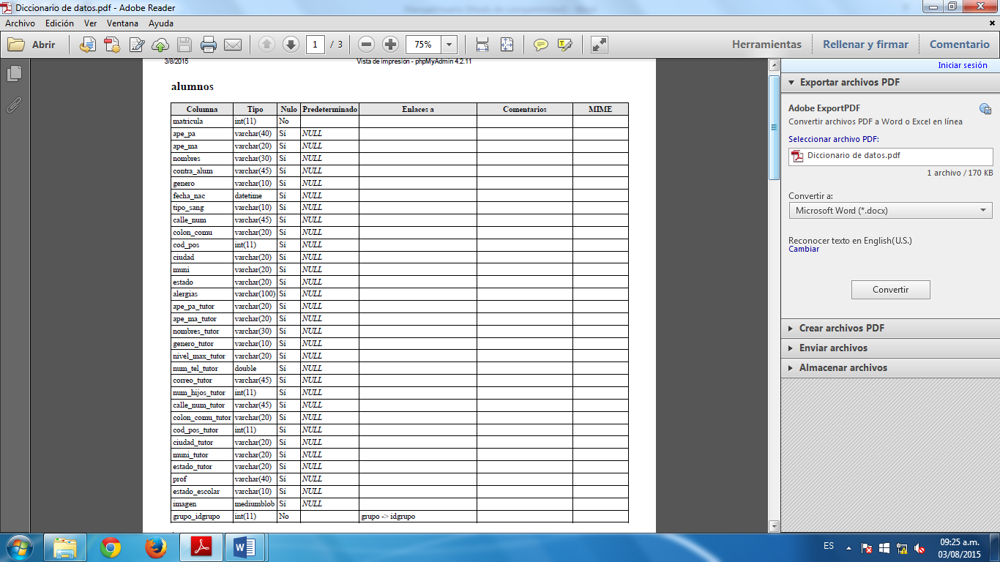 Diccionario de datos.pdf - Adobe Reader
Archivo Edición Ver Ventana Ayuda
Abrir 1 / 3 75% Herramientas Rellenar y firmar Comentario
3/8/2015 Vista de impresión - phpMyAdmin 4.2.11
alumnos
Columna Tipo Nulo Predeterminado Enlaces a Comentarios MIME
matricula int(11) No
ape_pa varchar(40) Sí NULL
ape_ma varchar(20) Sí NULL
nombres varchar(30) Sí NULL
contra_alum varchar(45) Sí NULL
genero varchar(10) Sí NULL
fecha_nac datetime Sí NULL
tipo_sang varchar(10) Sí NULL
calle_num varchar(45) Sí NULL
colon_comu varchar(20) Sí NULL
cod_pos int(11) Sí NULL
ciudad varchar(20) Sí NULL
muni varchar(20) Sí NULL
estado varchar(20) Sí NULL
alergias varchar(100) Sí NULL
ape_pa_tutor varchar(20) Sí NULL
ape_ma_tutor varchar(20) Sí NULL
nombres_tutor varchar(30) Sí NULL
genero_tutor varchar(10) Sí NULL
nivel_max_tutor varchar(20) Sí NULL
num_tel_tutor double Sí NULL
correo_tutor varchar(45) Sí NULL
num_hijos_tutor int(11) Sí NULL
calle_num_tutor varchar(45) Sí NULL
colon_comu_tutor varchar(20) Sí NULL
cod_pos_tutor int(11) Sí NULL
ciudad_tutor varchar(20) Sí NULL
muni_tutor varchar(20) Sí NULL
estado_tutor varchar(20) Sí NULL
prof varchar(40) Sí NULL
estado_escolar varchar(10) Sí NULL
imagen mediumblob Sí NULL
grupo_idgrupo int(11) No grupo -> idgrupo
Iniciar sesión
Exportar archivos PDF
Adobe ExportPDF
Convertir archivos PDF a Word o Excel en línea
Seleccionar archivo PDF:
Diccionario de datos.pdf
1 archivo / 170 KB
Convertir a:
Microsoft Word (*.docx)
Reconocer texto en English(U.S.)
Cambiar
Convertir
Crear archivos PDF
Enviar archivos
Almacenar archivos
ES
09:25 a.m.
03/08/2015